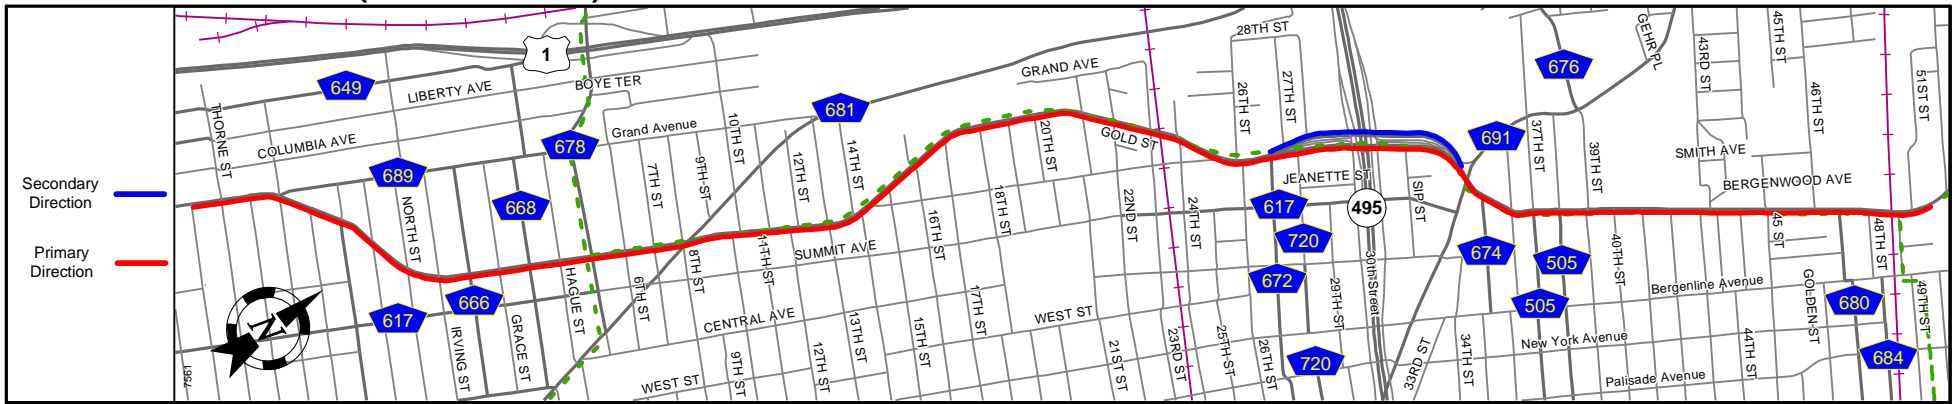 Secondary
Direction
Primary
Direction
1
28TH ST
GEHR PL
45TH ST
43RD ST
676
649
LIBERTY AVE
BOYE TER
GRAND AVE
26TH ST
27TH ST
46TH ST
51ST ST
681
THORNE ST
COLUMBIA AVE
678
Grand Avenue
10TH ST
14TH ST
20TH ST
GOLD ST
691
37TH ST
39TH ST
SMITH AVE
689
7TH ST
9TH ST
12TH ST
JEANETTE ST
BERGENWOOD AVE
NORTH ST
668
16TH ST
18TH ST
22ND ST
24TH ST
617
495
SIP ST
720
SUMMIT AVE
11TH ST
8TH ST
6TH ST
HAGUE ST
674
505
40TH ST
45 ST
48TH ST
672
30th Street
29TH ST
Bergenline Avenue
GOLDEN ST
680
49TH ST
N
617
666
IRVING ST
GRACE ST
CENTRAL AVE
13TH ST
15TH ST
17TH ST
WEST ST
23RD ST
25TH ST
505
New York Avenue
44TH ST
684
WEST ST
9TH ST
12TH ST
21ST ST
26TH ST
720
33RD ST
34TH ST
Palisade Avenue